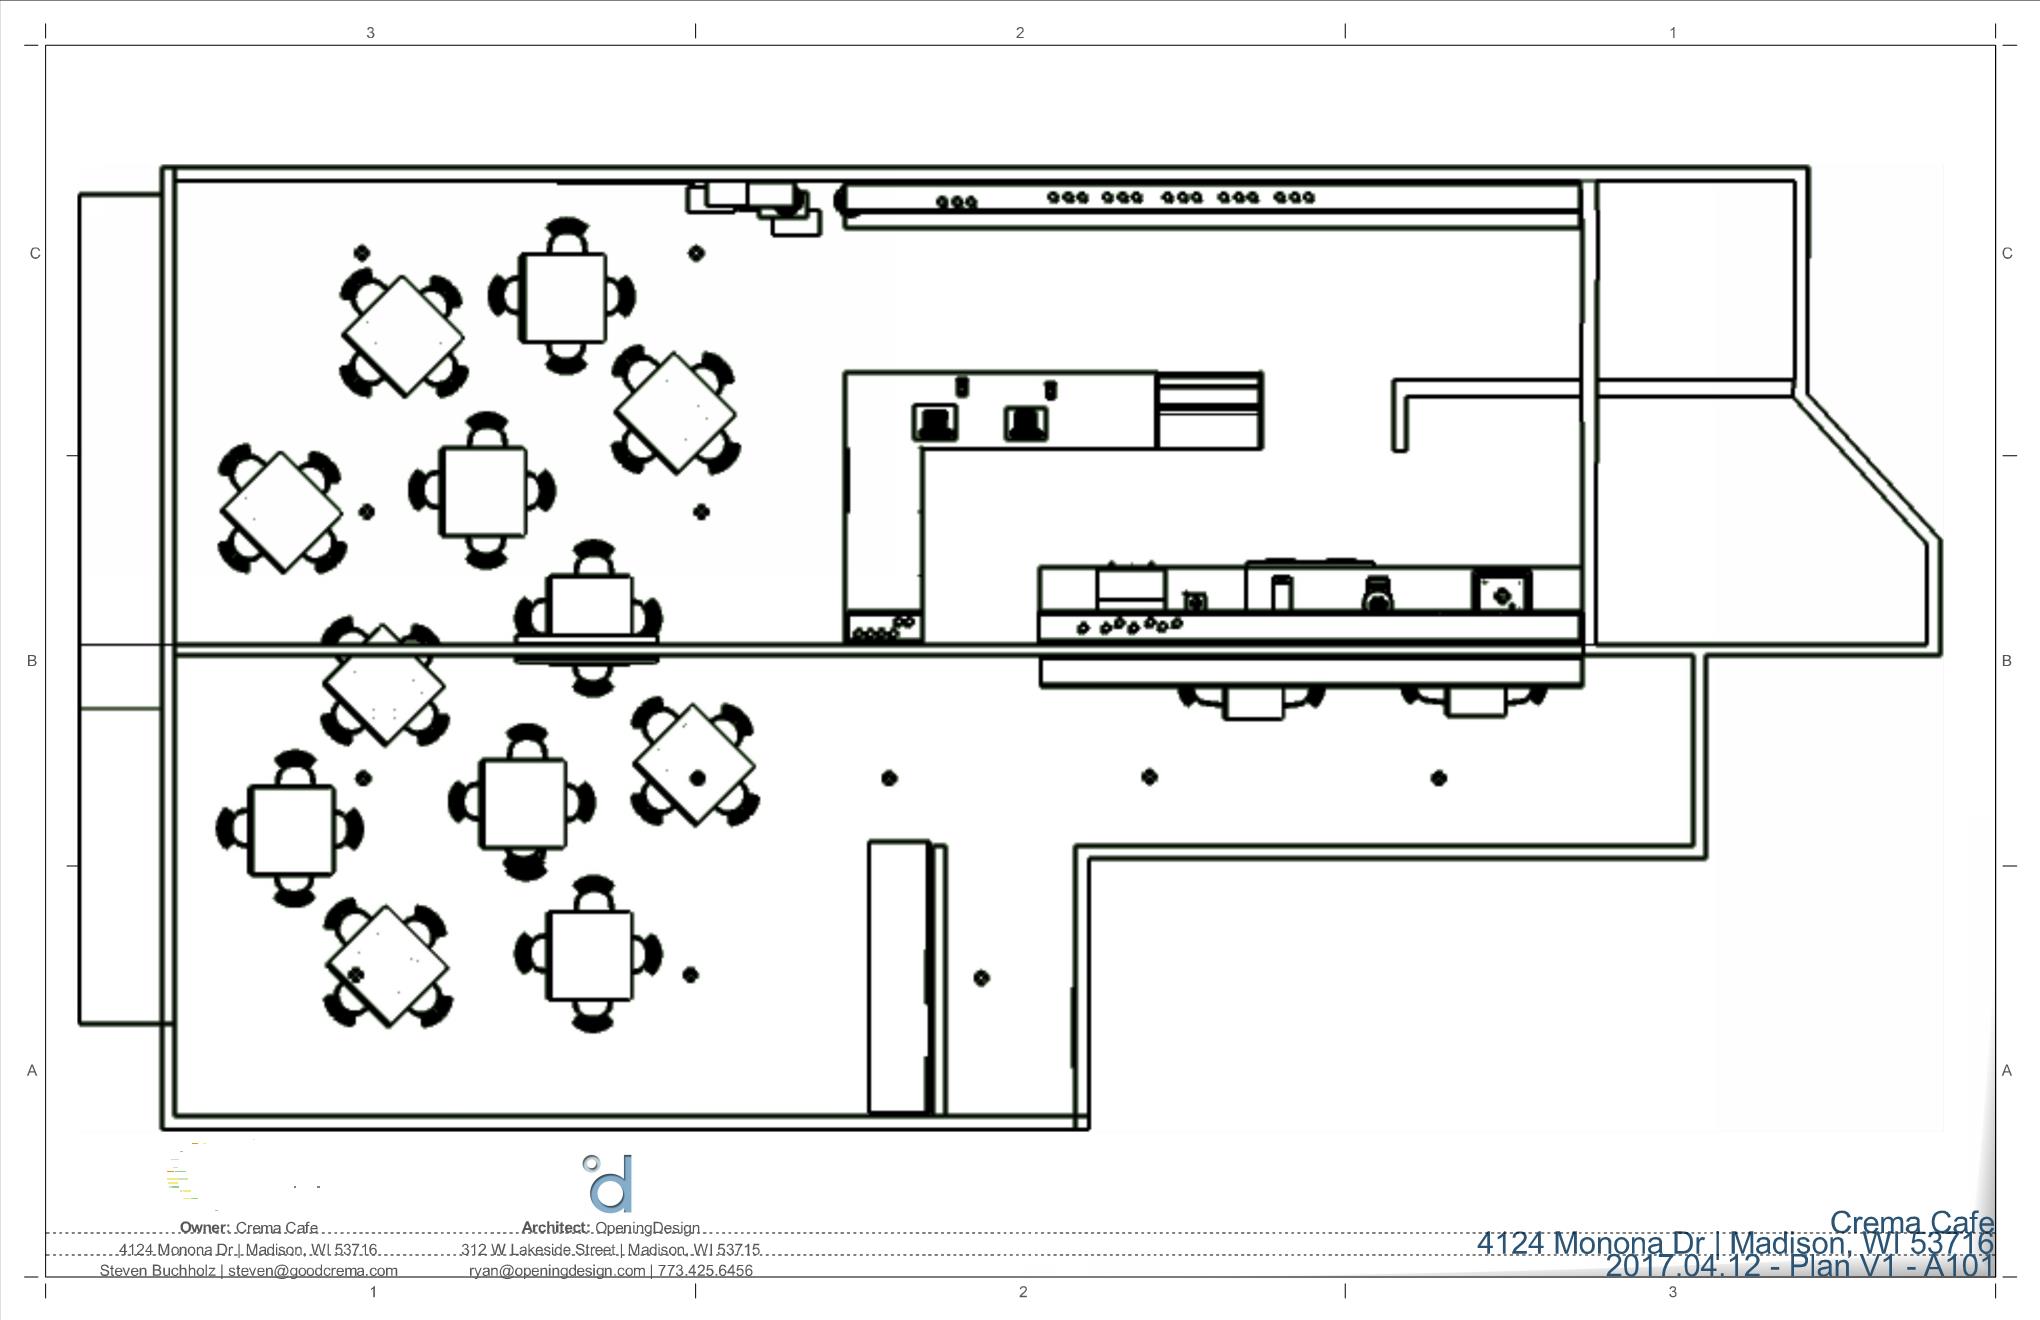 3 2 1
C C
B B
A A
d
Owner: Crema Cafe
4124 Monona Dr | Madison, WI 53716
Steven Buchholz | steven@goodcrema.com
Architect: OpeningDesign
312 W Lakeside Street | Madison, WI 53715
ryan@openingdesign.com | 773.425.6456
Crema Cafe
4124 Monona Dr | Madison, WI 53716
2017.04.12 - Plan V1 - A101
1 2 3